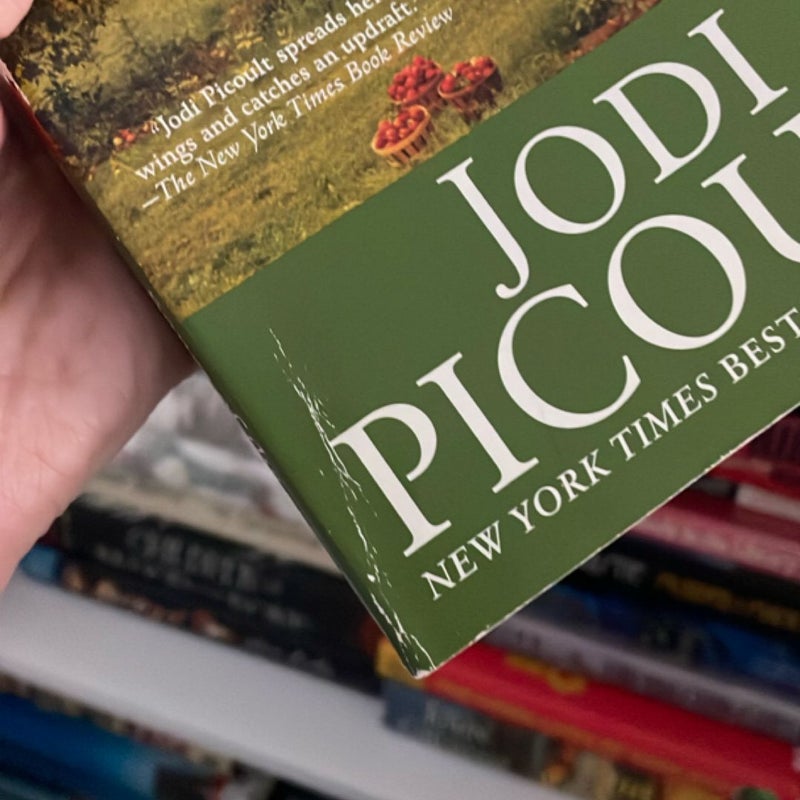 "Jodi Picoult spreads her
wings and catches an updraft."
—The New York Times Book Review
JODI
PICOU
NEW YORK TIMES BEST